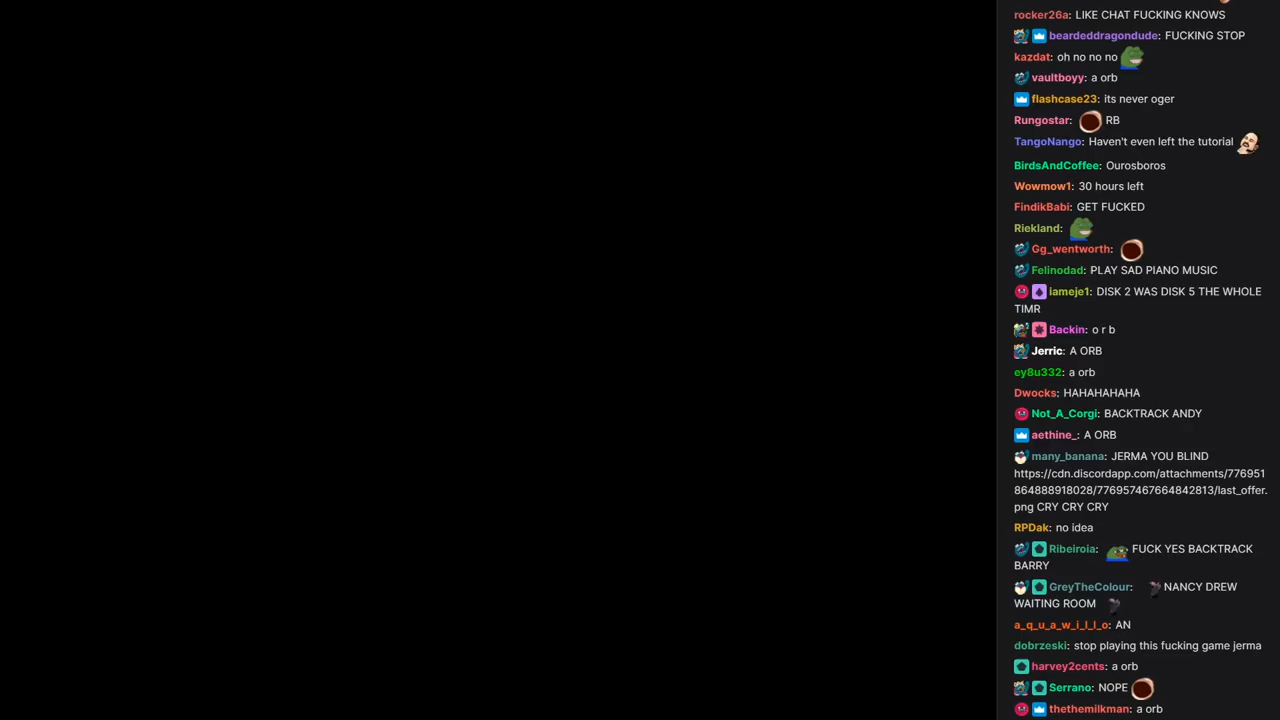 rocker26a: LIKE CHAT FUCKING KNOWS
beardeddragondude: FUCKING STOP
kazdat: oh no no no
vaultboyy: a orb
flashcase23: its never oger
Rungostar: RB
TangoNango: Haven't even left the tutorial
BirdsAndCoffee: Ourosboros
Wowmow1: 30 hours left
FindikBabi: GET FUCKED
Riekland:
Gg_wentworth:
Felinodad: PLAY SAD PIANO MUSIC
iameje1: DISK 2 WAS DISK 5 THE WHOLE
TIMR
Backin: o r b
Jerric: A ORB
ey8u332: a orb
Dwocks: HAHAHAHAHA
Not_A_Corgi: BACKTRACK ANDY
aethine_: A ORB
many_banana: JERMA YOU BLIND
https://cdn.discordapp.com/attachments/776951
864888918028/776957467664842813/last_offer.
png CRY CRY CRY
RPDak: no idea
Ribeiroia: FUCK YES BACKTRACK
BARRY
GreyTheColour: NANCY DREW
WAITING ROOM
a_q_u_a_w_i_l_l_o: AN
dobrzeski: stop playing this fucking game jerma
harvey2cents: a orb
Serrano: NOPE
thethemilkman: a orb